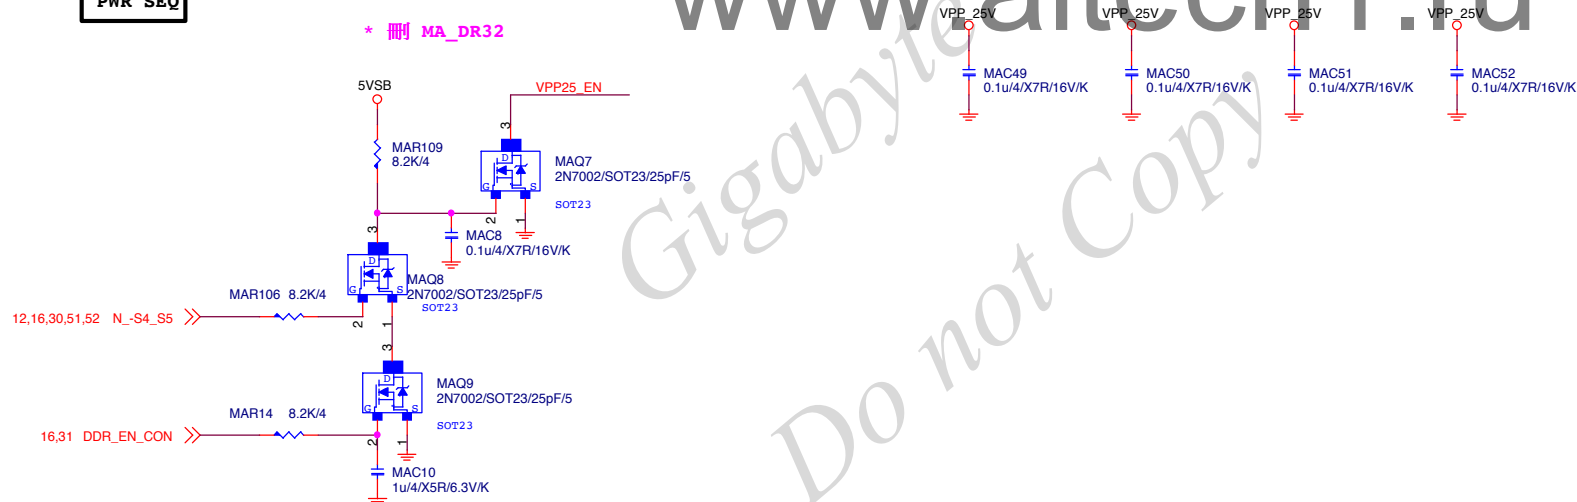 PWR SEQ
www.aitech1.ru
* 刪 MA_DR32
VPP_25V
VPP_25V
VPP_25V
VPP_25V
MAC49
0.1u/4/X7R/16V/K
MAC50
0.1u/4/X7R/16V/K
MAC51
0.1u/4/X7R/16V/K
MAC52
0.1u/4/X7R/16V/K
5VSB
VPP25_EN
MAR109
8.2K/4
3
D
G
S
MAQ7
2N7002/SOT23/25pF/5
SOT23
2
1
MAC8
0.1u/4/X7R/16V/K
3
D
G
S
MAQ8
2N7002/SOT23/25pF/5
SOT23
MAR106 8.2K/4
12,16,30,51,52 N_-S4_S5
2
1
3
D
G
S
MAQ9
2N7002/SOT23/25pF/5
SOT23
MAR14 8.2K/4
16,31 DDR_EN_CON
2
1
MAC10
1u/4/X5R/6.3V/K
Gigabyte
Do not Copy